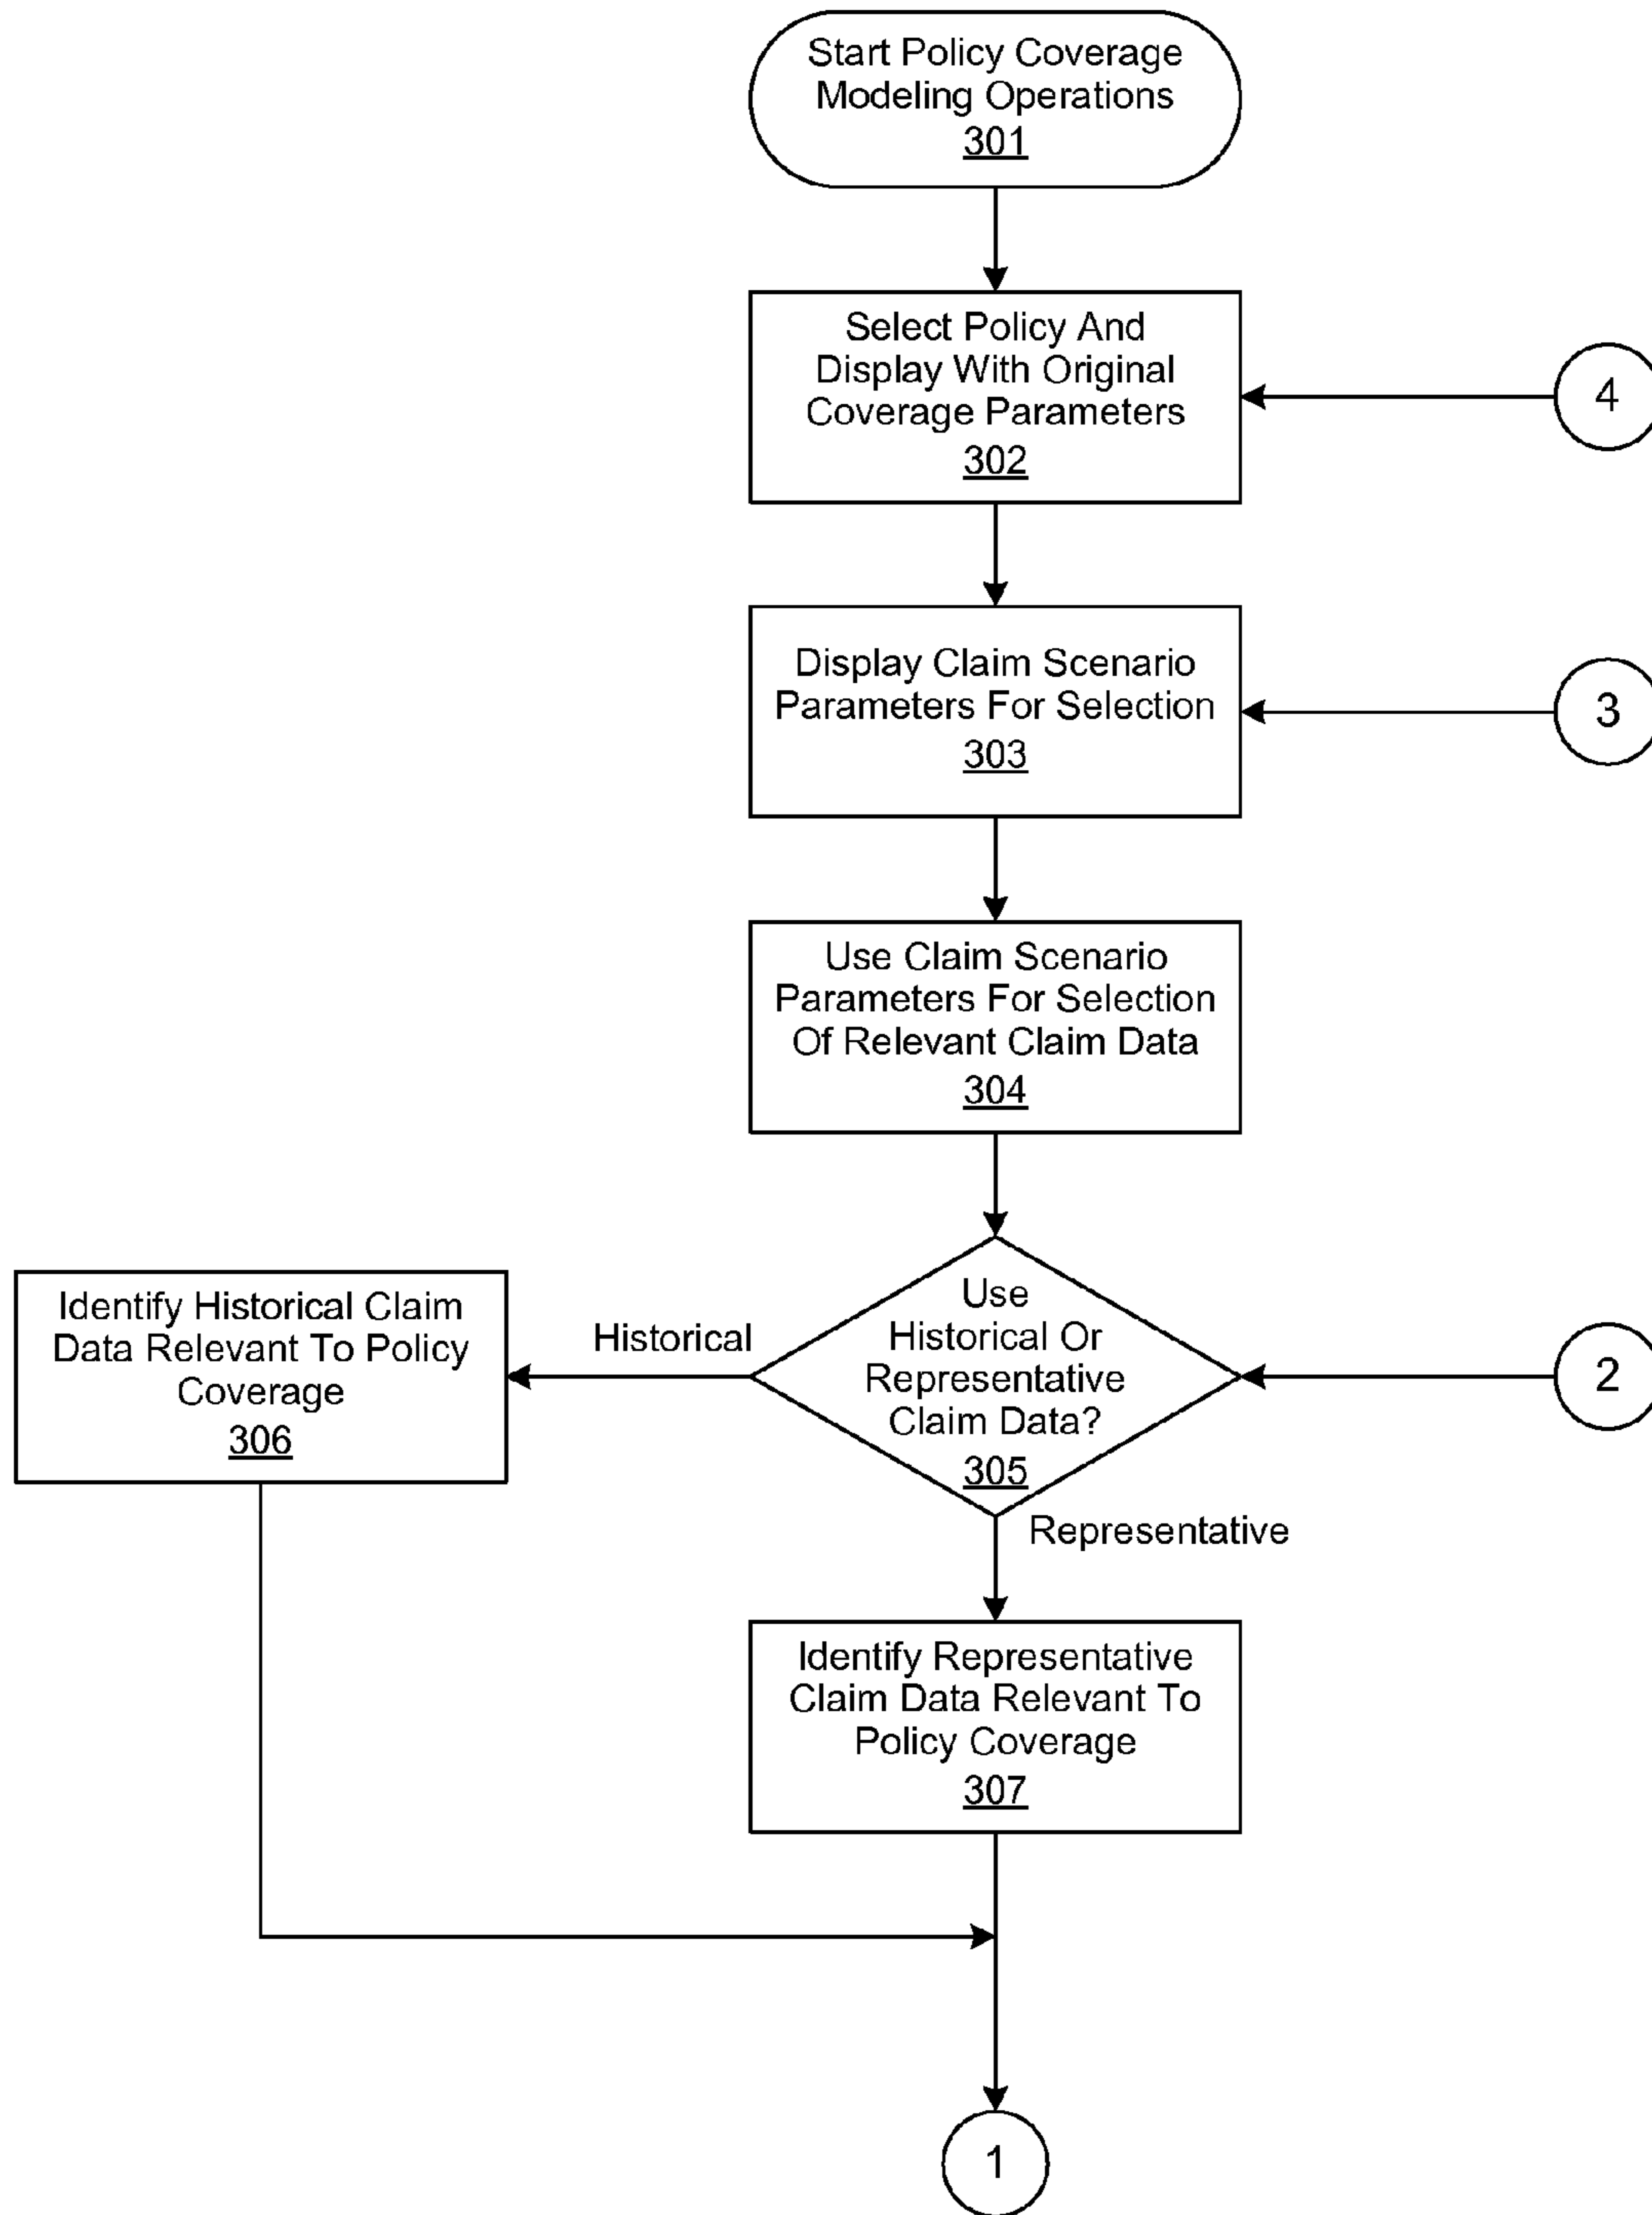 Start Policy Coverage
Modeling Operations
301
Select Policy And
Display With Original
Coverage Parameters
302
4
Display Claim Scenario
Parameters For Selection
303
3
Use Claim Scenario
Parameters For Selection
Of Relevant Claim Data
304
Identify Historical Claim
Data Relevant To Policy
Coverage
306
Historical
Use
Historical Or
Representative
Claim Data?
305
2
Representative
Identify Representative
Claim Data Relevant To
Policy Coverage
307
1